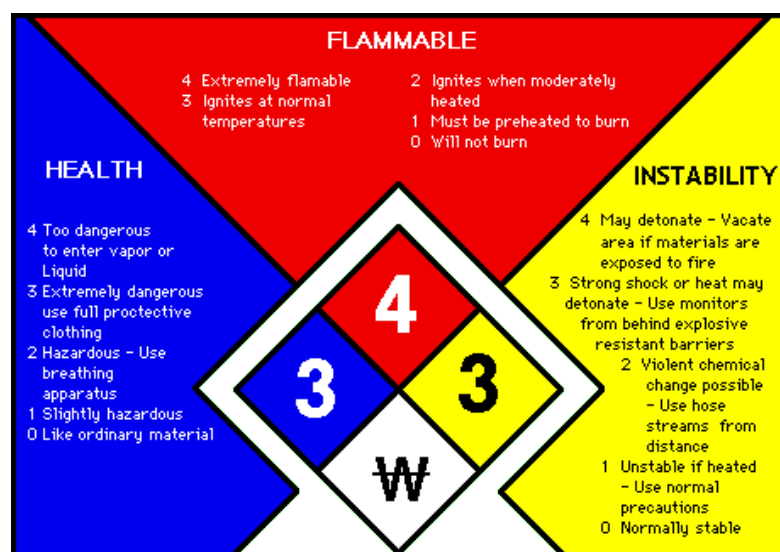 FLAMMABLE
4 Extremely flamable
3 Ignites at normal
temperatures
2 Ignites when moderately
heated
1 Must be preheated to burn
0 Will not burn
HEALTH
4 Too dangerous
to enter vapor or
Liquid
3 Extremely dangerous
use full proctective
clothing
2 Hazardous - Use
breathing
apparatus
1 Slightly hazardous
0 Like ordinary material
INSTABILITY
4 May detonate - Vacate
area if materials are
exposed to fire
3 Strong shock or heat may
detonate - Use monitors
from behind explosive
resistant barriers
2 Violent chemical
change possible
- Use hose
streams from
distance
1 Unstable if heated
- Use normal
precautions
0 Normally stable
4
3 3
W